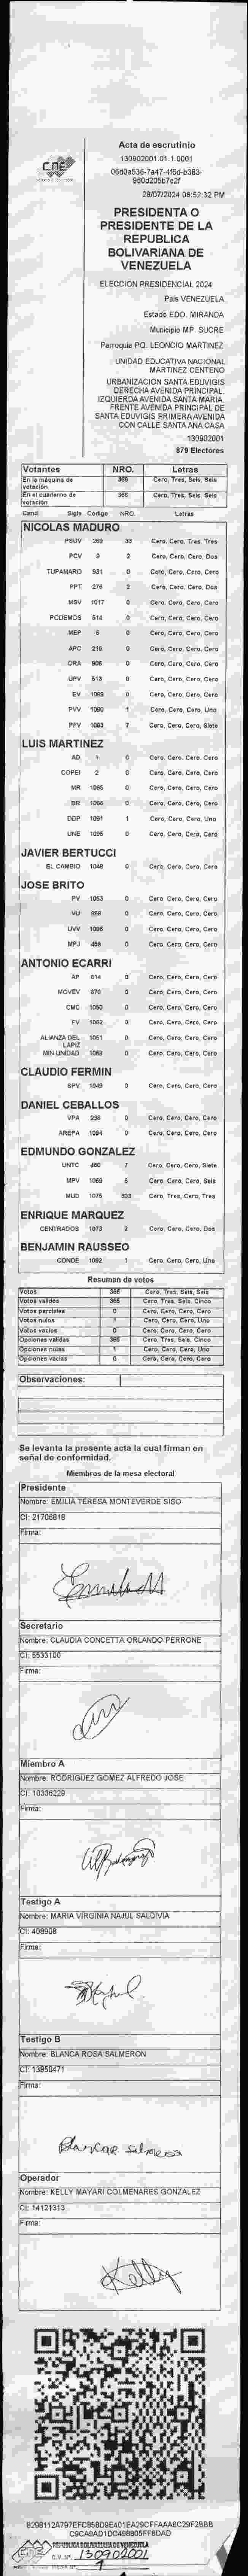 Acta de escrutinio
130902001.01.1.0001
28/07/2024 06:52:32 PM
PRESIDENTA O
PRESIDENTE DE LA
REPUBLICA
BOLIVARIANA DE
VENEZUELA
ELECCIÓN PRESIDENCIAL 2024
País VENEZUELA
Estado EDO. MIRANDA
Municipio MP. SUCRE
Parroquia PQ. LEONCIO MARTINEZ
UNIDAD EDUCATIVA NACIONAL
MARTINEZ CENTENO
URBANIZACIÓN SANTA EDUVIGIS
DERECHA AVENIDA PRINCIPAL.
IZQUIERDA AVENIDA SANTA MARIA.
FRENTE AVENIDA PRINCIPAL DE
SANTA EDUVIGIS PRIMERA AVENIDA
CON CALLE SANTA ANA CASA
130902001
879 Electores
Votantes NRO. Letras
En la máquina de votación 366 Cero, Tres, Seis, Seis
En el cuaderno de votación 366 Cero, Tres, Seis, Seis
Cand. Sigla Código NRO. Letras
NICOLAS MADURO
PSUV 269 33 Cero, Cero, Tres, Tres
PCV 9 2 Cero, Cero, Cero, Dos
TUPAMARO 931 0 Cero, Cero, Cero, Cero
PPT 276 2 Cero, Cero, Cero, Dos
MSV 1017 0 Cero, Cero, Cero, Cero
PODEMOS 514 0 Cero, Cero, Cero, Cero
MEP 6 0 Cero, Cero, Cero, Cero
APC 218 0 Cero, Cero, Cero, Cero
ORA 908 0 Cero, Cero, Cero, Cero
UPV 513 0 Cero, Cero, Cero, Cero
EV 1089 0 Cero, Cero, Cero, Cero
PVV 1090 1 Cero, Cero, Cero, Uno
PFV 1093 7 Cero, Cero, Cero, Siete
LUIS MARTINEZ
AD 1 0 Cero, Cero, Cero, Cero
COPEI 2 0 Cero, Cero, Cero, Cero
MR 1065 0 Cero, Cero, Cero, Cero
BR 1066 0 Cero, Cero, Cero, Cero
DDP 1091 1 Cero, Cero, Cero, Uno
UNE 1095 0 Cero, Cero, Cero, Cero
JAVIER BERTUCCI
EL CAMBIO 1048 0 Cero, Cero, Cero, Cero
JOSE BRITO
PV 1053 0 Cero, Cero, Cero, Cero
VU 958 0 Cero, Cero, Cero, Cero
UVV 1096 0 Cero, Cero, Cero, Cero
MPJ 459 0 Cero, Cero, Cero, Cero
ANTONIO ECARRI
AP 914 0 Cero, Cero, Cero, Cero
MOVEV 979 0 Cero, Cero, Cero, Cero
CMC 1050 0 Cero, Cero, Cero, Cero
FV 1062 0 Cero, Cero, Cero, Cero
ALIANZA DEL LAPIZ 1051 0 Cero, Cero, Cero, Cero
MIN UNIDAD 1068 0 Cero, Cero, Cero, Cero
CLAUDIO FERMIN
SPV 1049 0 Cero, Cero, Cero, Cero
DANIEL CEBALLOS
VPA 236 0 Cero, Cero, Cero, Cero
AREPA 1094 0 Cero, Cero, Cero, Cero
EDMUNDO GONZALEZ
UNTC 460 7 Cero, Cero, Cero, Siete
MPV 1069 6 Cero, Cero, Cero, Seis
MUD 1075 303 Cero, Tres, Cero, Tres
ENRIQUE MARQUEZ
CENTRADOS 1073 2 Cero, Cero, Cero, Dos
BENJAMIN RAUSSEO
CONDE 1092 1 Cero, Cero, Cero, Uno
Resumen de votos
Votos 366 Cero, Tres, Seis, Seis
Votos válidos 365 Cero, Tres, Seis, Cinco
Votos parciales 0 Cero, Cero, Cero, Cero
Votos nulos 1 Cero, Cero, Cero, Uno
Votos vacíos 0 Cero, Cero, Cero, Cero
Opciones válidas 365 Cero, Tres, Seis, Cinco
Opciones nulas 1 Cero, Cero, Cero, Uno
Opciones vacías 0 Cero, Cero, Cero, Cero
Observaciones:
Se levanta la presente acta la cual firman en
señal de conformidad.
Miembros de la mesa electoral
Presidente
Nombre: EMILIA TERESA MONTEVERDE SISO
CI: 21706818
Firma:
Secretario
Nombre: CLAUDIA CONCETTA ORLANDO PERRONE
CI: 5533100
Firma:
Miembro A
Nombre: RODRIGUEZ GOMEZ ALFREDO JOSE
CI: 10336229
Firma:
Testigo A
Nombre: MARIA VIRGINIA NAJUL SALDIVIA
CI: 408908
Firma:
Testigo B
Nombre: BLANCA ROSA SALMERON
CI: 13850471
Firma:
Blanca Salmeron
Operador
Nombre: KELLY MAYARI COLMENARES GONZALEZ
CI: 14121313
Firma:
Kelly
REPUBLICA BOLIVARIANA DE VENEZUELA
C.V. Nº. 130902001
1